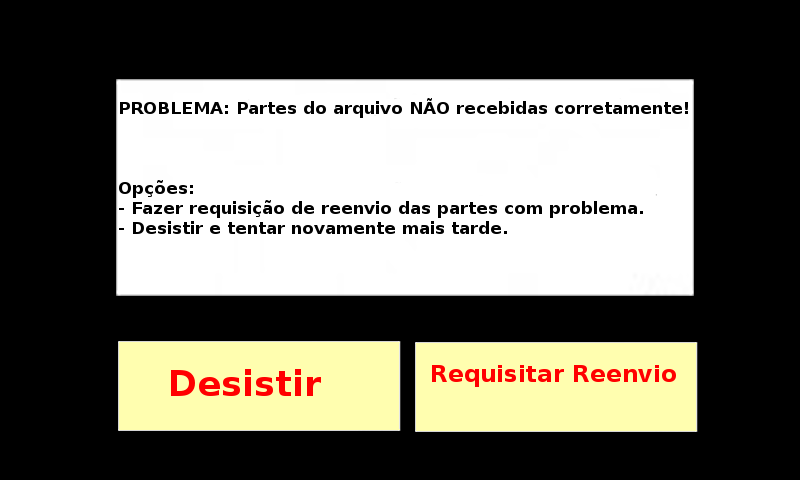 PROBLEMA: Partes do arquivo NÃO recebidas corretamente!
Opções:
- Fazer requisição de reenvio das partes com problema.
- Desistir e tentar novamente mais tarde.
Desistir
Requisitar Reenvio